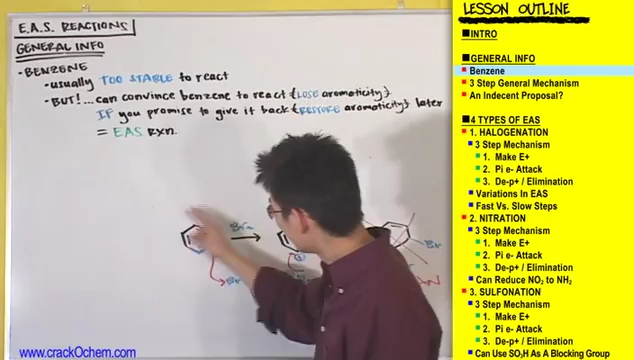 E.A.S. REACTIONS
GENERAL INFO
- BENZENE
- usually TOO STABLE to react
- BUT!... can convince benzene to react {LOSE aromaticity}
IF you promise to give it back {RESTORE aromaticity} later
= EAS Rxn.
Br₂
Br
Br
www.crackOchem.com
LESSON OUTLINE
INTRO
GENERAL INFO
Benzene
3 Step General Mechanism
An Indecent Proposal?
4 TYPES OF EAS
1. HALOGENATION
3 Step Mechanism
1. Make E+
2. Pi e- Attack
3. De-p+ / Elimination
Variations In EAS
Fast Vs. Slow Steps
2. NITRATION
3 Step Mechanism
1. Make E+
2. Pi e- Attack
3. De-p+ / Elimination
Can Reduce NO₂ to NH₂
3. SULFONATION
3 Step Mechanism
1. Make E+
2. Pi e- Attack
3. De-p+ / Elimination
Can Use SO₃H As A Blocking Group